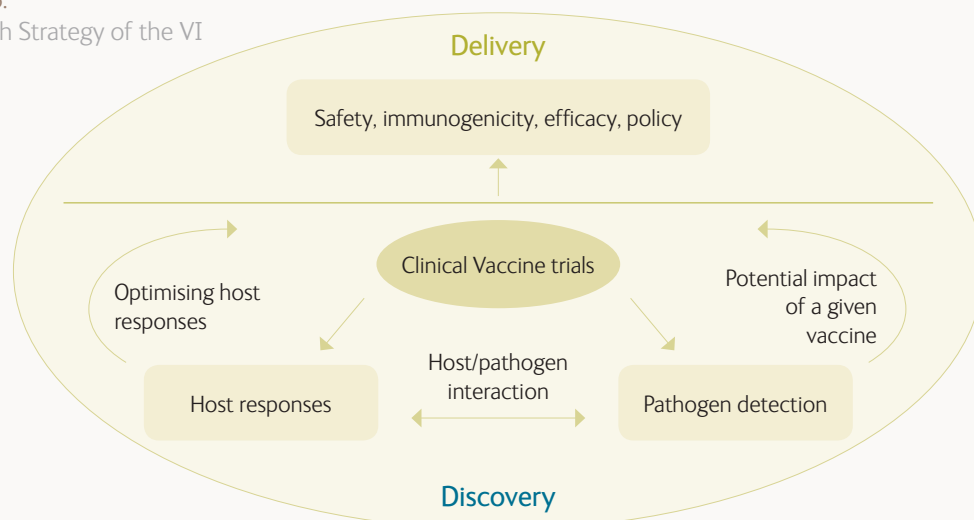 h Strategy of the VI
Delivery
Safety, immunogenicity, efficacy, policy
Clinical Vaccine trials
Optimising host
responses
Potential impact
of a given
vaccine
Host/pathogen
interaction
Host responses
Pathogen detection
Discovery